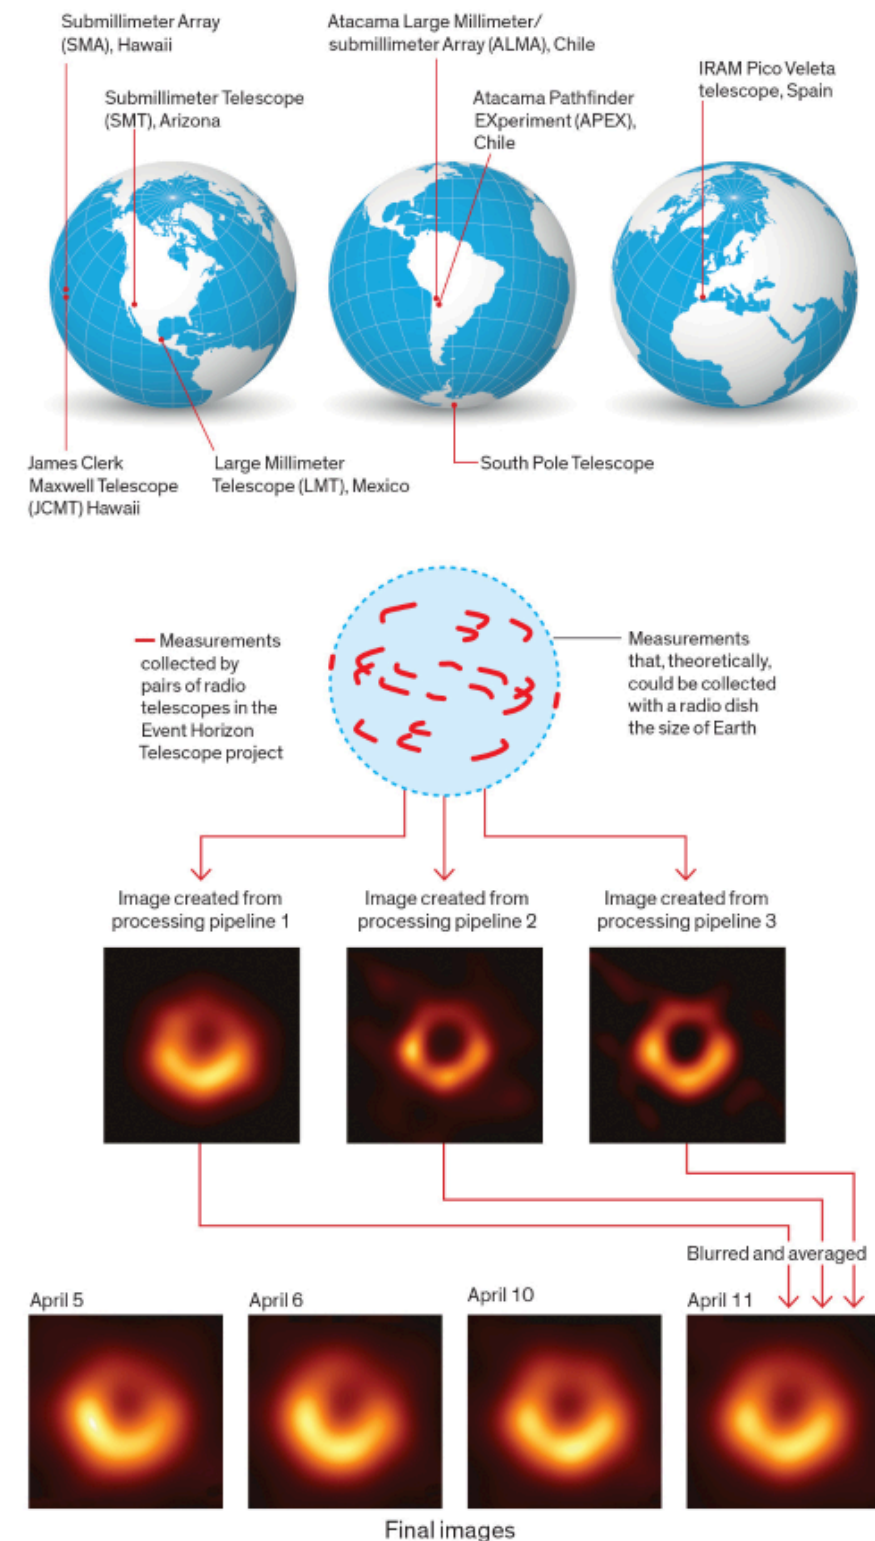 Submillimeter Array
(SMA), Hawaii
Submillimeter Telescope
(SMT), Arizona
Atacama Large Millimeter/
submillimeter Array (ALMA), Chile
Atacama Pathfinder
EXperiment (APEX),
Chile
IRAM Pico Veleta
telescope, Spain
James Clerk
Maxwell Telescope
(JCMT) Hawaii
Large Millimeter
Telescope (LMT), Mexico
South Pole Telescope
Measurements
collected by
pairs of radio
telescopes in the
Event Horizon
Telescope project
Measurements
that, theoretically,
could be collected
with a radio dish
the size of Earth
Image created from
processing pipeline 1
Image created from
processing pipeline 2
Image created from
processing pipeline 3
Blurred and averaged
April 5
April 6
April 10
April 11
Final images